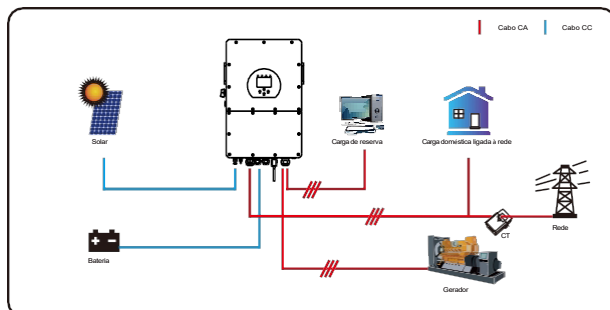 Cabo CA
Cabo CC
Solar
Carga de reserva
Carga doméstica ligada à rede
CT
Rede
Bateria
Gerador